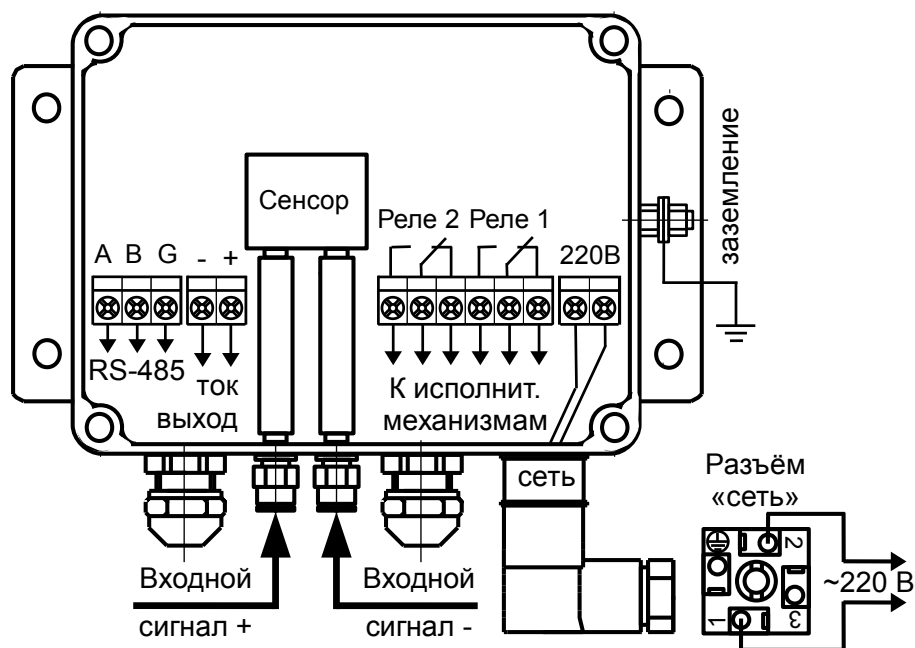 Сенсор
Реле 2 Реле 1
220В
A B G - +
RS-485
ток
выход
К исполнит.
механизмам
заземление
сеть
Разъём
«сеть»
Входной
сигнал +
Входной
сигнал -
2
1
3
~220 В